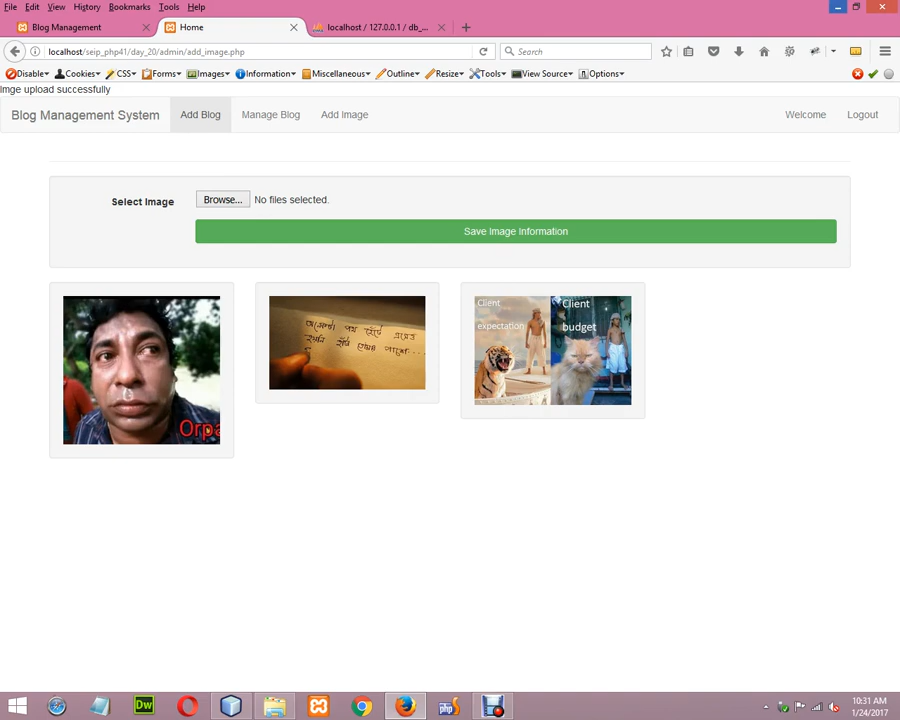 File Edit View History Bookmarks Tools Help
Blog Management
Home
localhost / 127.0.0.1 / db_...
localhost/seip_php41/day_20/admin/add_image.php
Search
Disable Cookies CSS Forms Images Information Miscellaneous Outline Resize Tools View Source Options
Imge upload successfully
Blog Management System Add Blog Manage Blog Add Image Welcome Logout
Select Image Browse... No files selected.
Save Image Information
Orpa
Client
expectation
Client
budget
Dw
php
10:31 AM
1/24/2017